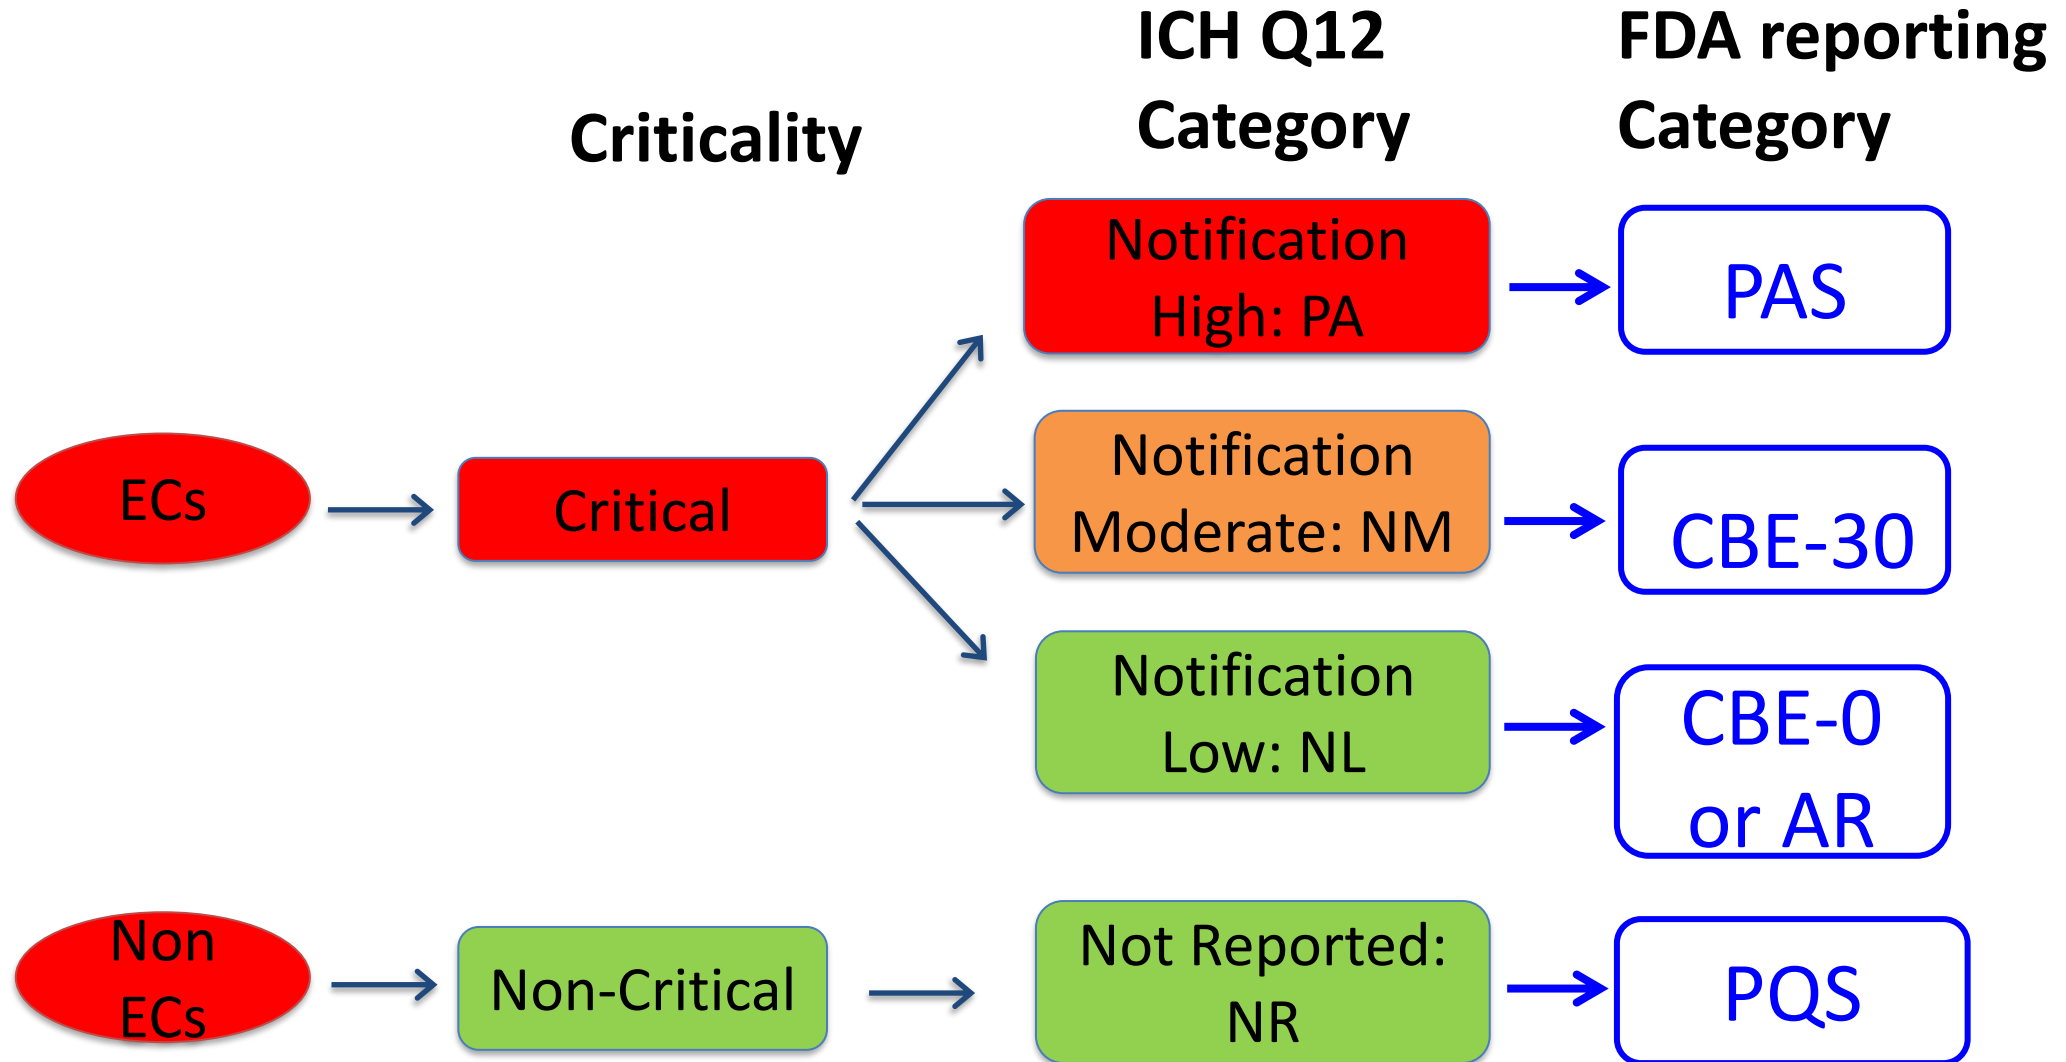 ICH Q12
Category
FDA reporting
Category
Criticality
Notification
High: PA
PAS
ECs
Critical
Notification
Moderate: NM
CBE-30
Notification
Low: NL
CBE-0
or AR
Non
ECs
Non-Critical
Not Reported:
NR
PQS